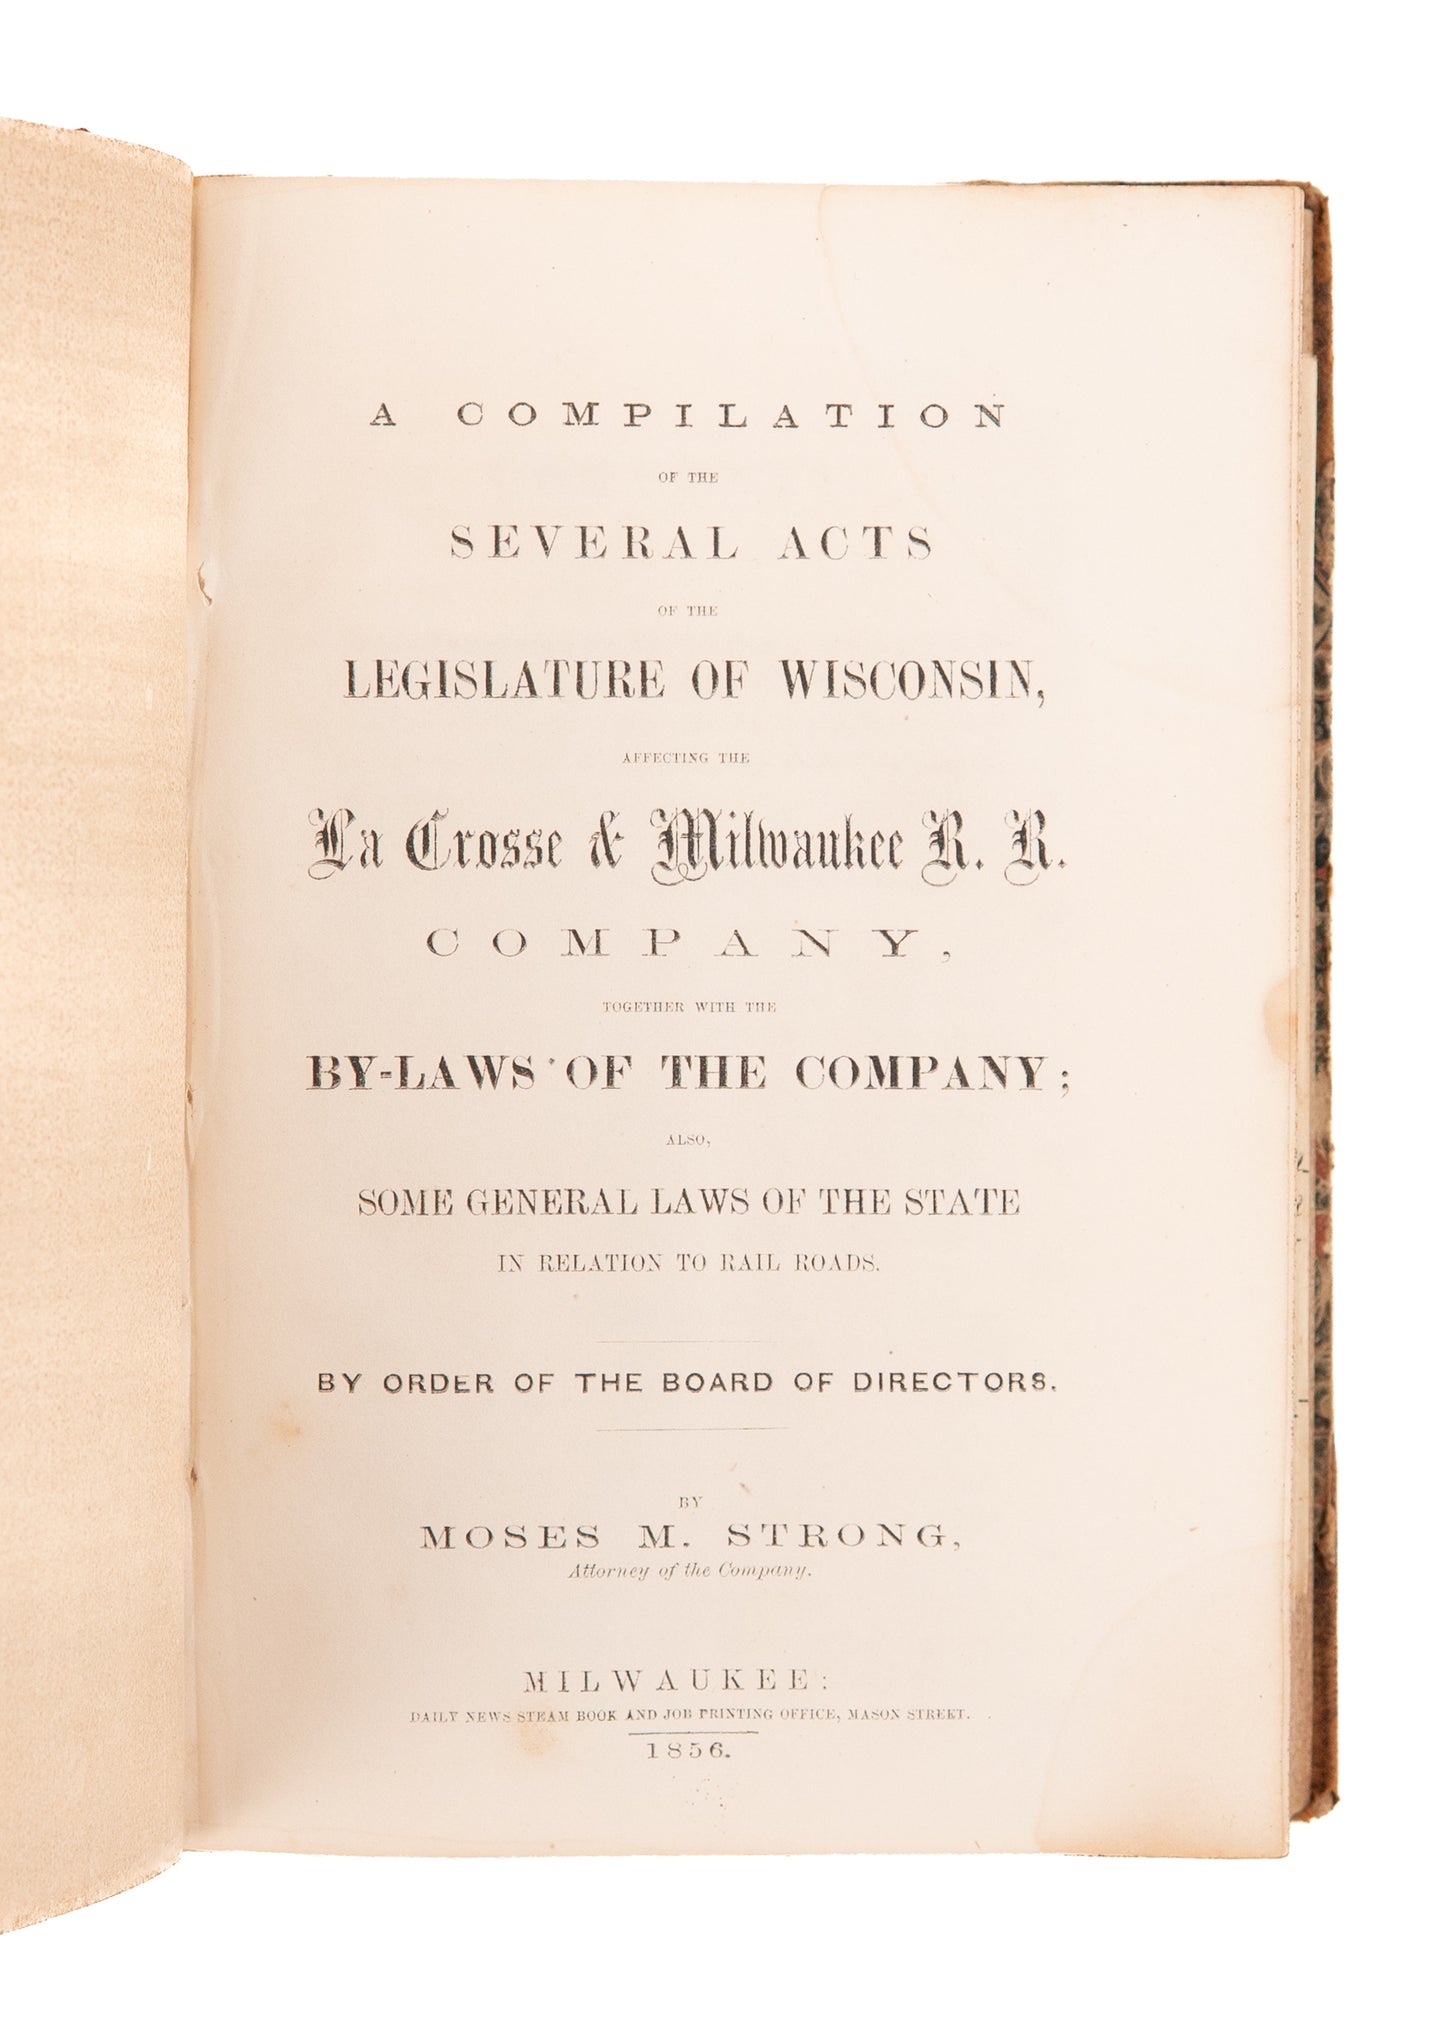 A COMPILATION
OF THE
SEVERAL ACTS
OF THE
LEGISLATURE OF WISCONSIN,
AFFECTING THE
La Crosse & Milwaukee R. R.
COMPANY,
TOGETHER WITH THE
BY-LAWS OF THE COMPANY;
ALSO,
SOME GENERAL LAWS OF THE STATE
IN RELATION TO RAIL ROADS.
BY ORDER OF THE BOARD OF DIRECTORS.
BY
MOSES M. STRONG,
Attorney of the Company.
MILWAUKEE:
DAILY NEWS STEAM BOOK AND JOB PRINTING OFFICE, MASON STREET.
1856.